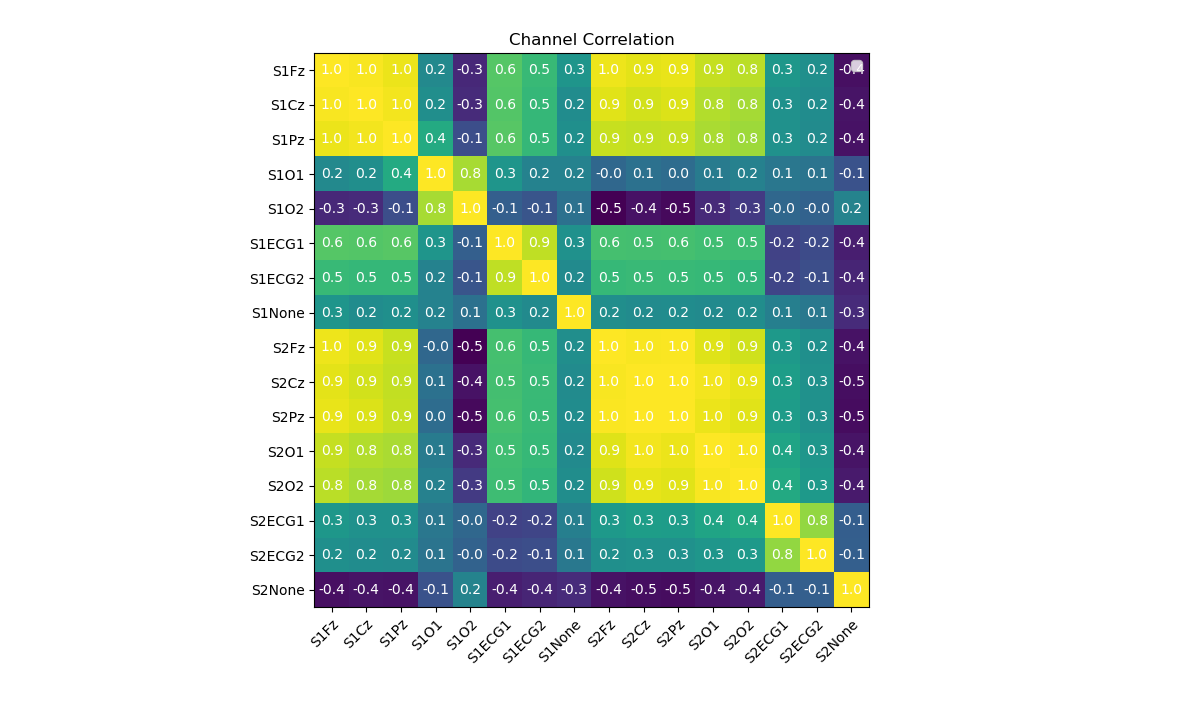 Channel Correlation
S1Fz 1.0 1.0 1.0 0.2 -0.3 0.6 0.5 0.3 1.0 0.9 0.9 0.9 0.8 0.3 0.2 -0.4
S1Cz 1.0 1.0 1.0 0.2 -0.3 0.6 0.5 0.2 0.9 0.9 0.9 0.8 0.8 0.3 0.2 -0.4
S1Pz 1.0 1.0 1.0 0.4 -0.1 0.6 0.5 0.2 0.9 0.9 0.9 0.8 0.8 0.3 0.2 -0.4
S1O1 0.2 0.2 0.4 1.0 0.8 0.3 0.2 0.2 -0.0 0.1 0.0 0.1 0.2 0.1 0.1 -0.1
S1O2 -0.3 -0.3 -0.1 0.8 1.0 -0.1 -0.1 0.1 -0.5 -0.4 -0.5 -0.3 -0.3 -0.0 -0.0 0.2
S1ECG1 0.6 0.6 0.6 0.3 -0.1 1.0 0.9 0.3 0.6 0.5 0.6 0.5 0.5 -0.2 -0.2 -0.4
S1ECG2 0.5 0.5 0.5 0.2 -0.1 0.9 1.0 0.2 0.5 0.5 0.5 0.5 0.5 -0.2 -0.1 -0.4
S1None 0.3 0.2 0.2 0.2 0.1 0.3 0.2 1.0 0.2 0.2 0.2 0.2 0.2 0.1 0.1 -0.3
S2Fz 1.0 0.9 0.9 -0.0 -0.5 0.6 0.5 0.2 1.0 1.0 1.0 0.9 0.9 0.3 0.2 -0.4
S2Cz 0.9 0.9 0.9 0.1 -0.4 0.5 0.5 0.2 1.0 1.0 1.0 1.0 0.9 0.3 0.3 -0.5
S2Pz 0.9 0.9 0.9 0.0 -0.5 0.6 0.5 0.2 1.0 1.0 1.0 1.0 0.9 0.3 0.3 -0.5
S2O1 0.9 0.8 0.8 0.1 -0.3 0.5 0.5 0.2 0.9 1.0 1.0 1.0 1.0 0.4 0.3 -0.4
S2O2 0.8 0.8 0.8 0.2 -0.3 0.5 0.5 0.2 0.9 0.9 0.9 1.0 1.0 0.4 0.3 -0.4
S2ECG1 0.3 0.3 0.3 0.1 -0.0 -0.2 -0.2 0.1 0.3 0.3 0.3 0.4 0.4 1.0 0.8 -0.1
S2ECG2 0.2 0.2 0.2 0.1 -0.0 -0.2 -0.1 0.1 0.2 0.3 0.3 0.3 0.3 0.8 1.0 -0.1
S2None -0.4 -0.4 -0.4 -0.1 0.2 -0.4 -0.4 -0.3 -0.4 -0.5 -0.5 -0.4 -0.4 -0.1 -0.1 1.0
S1Fz S1Cz S1Pz S1O1 S1O2 S1ECG1 S1ECG2 S1None S2Fz S2Cz S2Pz S2O1 S2O2 S2ECG1 S2ECG2 S2None